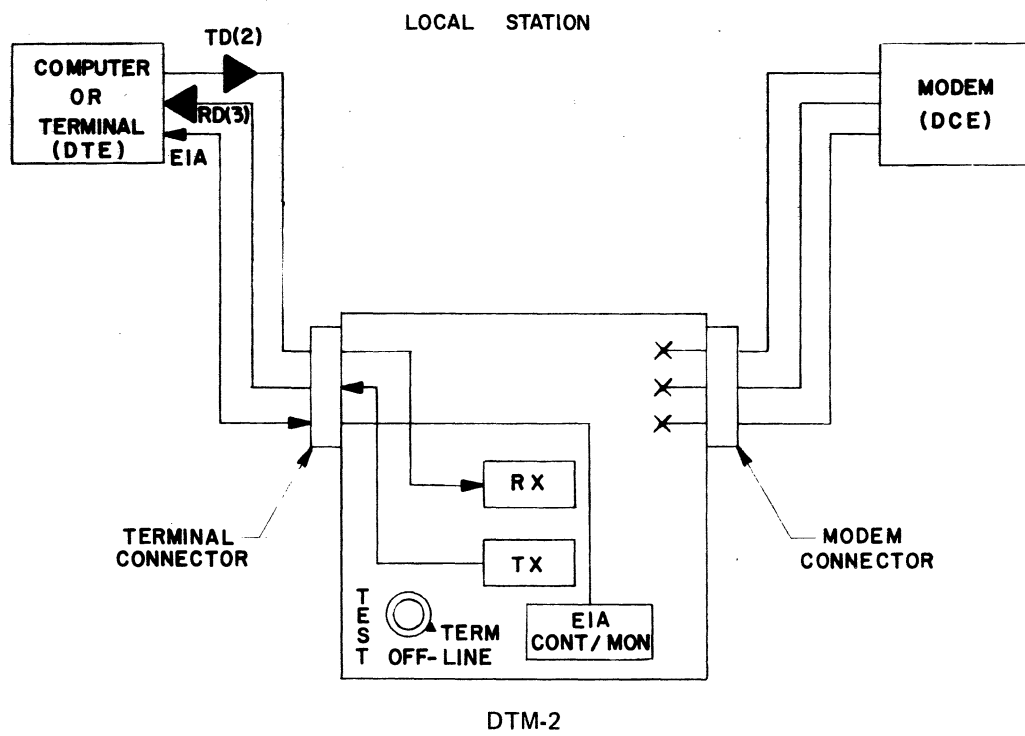 LOCAL STATION
TD(2)
COMPUTER
OR
TERMINAL
(DTE)
RD(3)
EIA
MODEM
(DCE)
RX
TX
TERMINAL
CONNECTOR
MODEM
CONNECTOR
TEST
TERM
OFF-LINE
EIA
CONT/MON
DTM-2